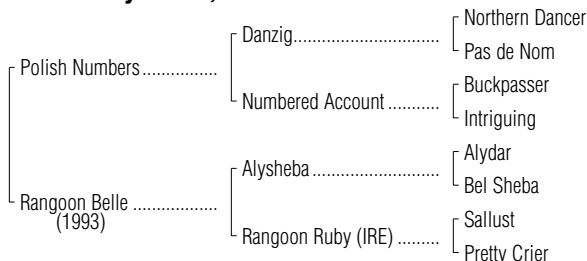 Northern Dancer
Danzig.................................
Pas de Nom
Polish Numbers.................
Buckpasser
Numbered Account...........
Intriguing
Alydar
Alysheba............................
Bel Sheba
Rangoon Belle...................
(1993)
Sallust
Rangoon Ruby (IRE).........
Pretty Crier